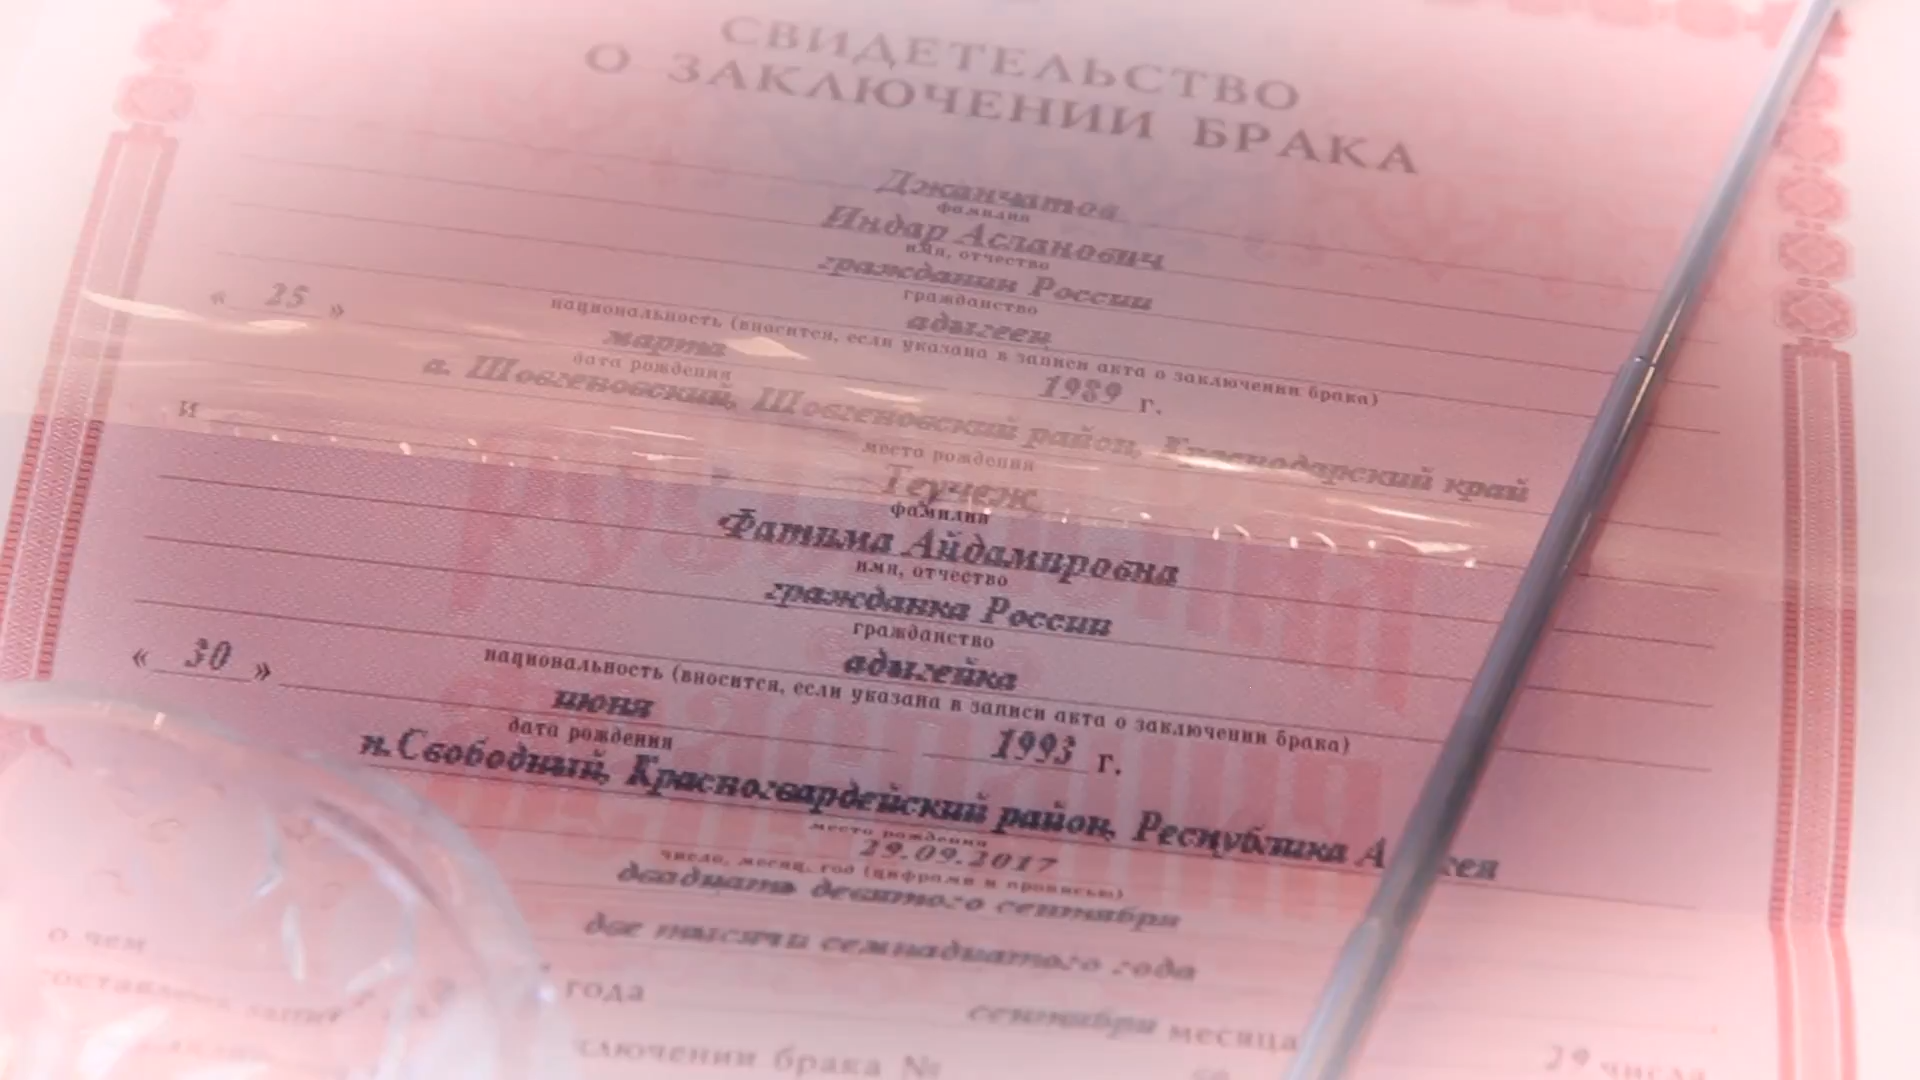 СВИДЕТЕЛЬСТВО
О ЗАКЛЮЧЕНИИ БРАКА
Джанчатов
фамилия
Индар Асланович
имя, отчество
гражданин России
гражданство
адыгеец
национальность (вносится, если указана в записи акта о заключении брака)
« 25 » марта 1989 г.
дата рождения
а. Шовгеновский, Шовгеновский район, Краснодарский край
место рождения
И Теучеж
фамилия
Фатима Айдамировна
имя, отчество
гражданка России
гражданство
адыгейка
национальность (вносится, если указана в записи акта о заключении брака)
« 30 » июня 1993 г.
дата рождения
п.Свободный, Красногвардейский район, Республика А гея
место рождения
29.09.2017
число, месяц, год (цифрами и прописью)
двадцать девятого сентября
две тысячи семнадцатого года
о чем года сентября месяца 29 числа
ключении брака №